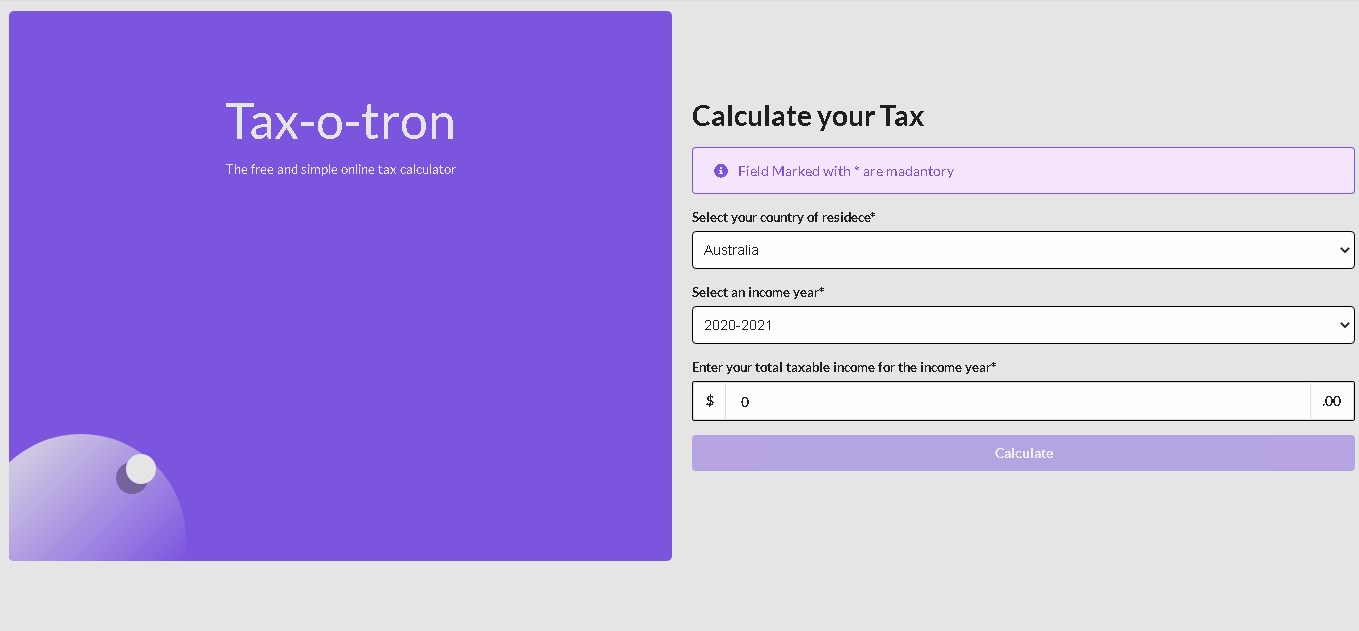 Tax-o-tron
The free and simple online tax calculator
Calculate your Tax
Field Marked with * are madantory
Select your country of residece*
Australia
Select an income year*
2020-2021
Enter your total taxable income for the income year*
$ 0 .00
Calculate